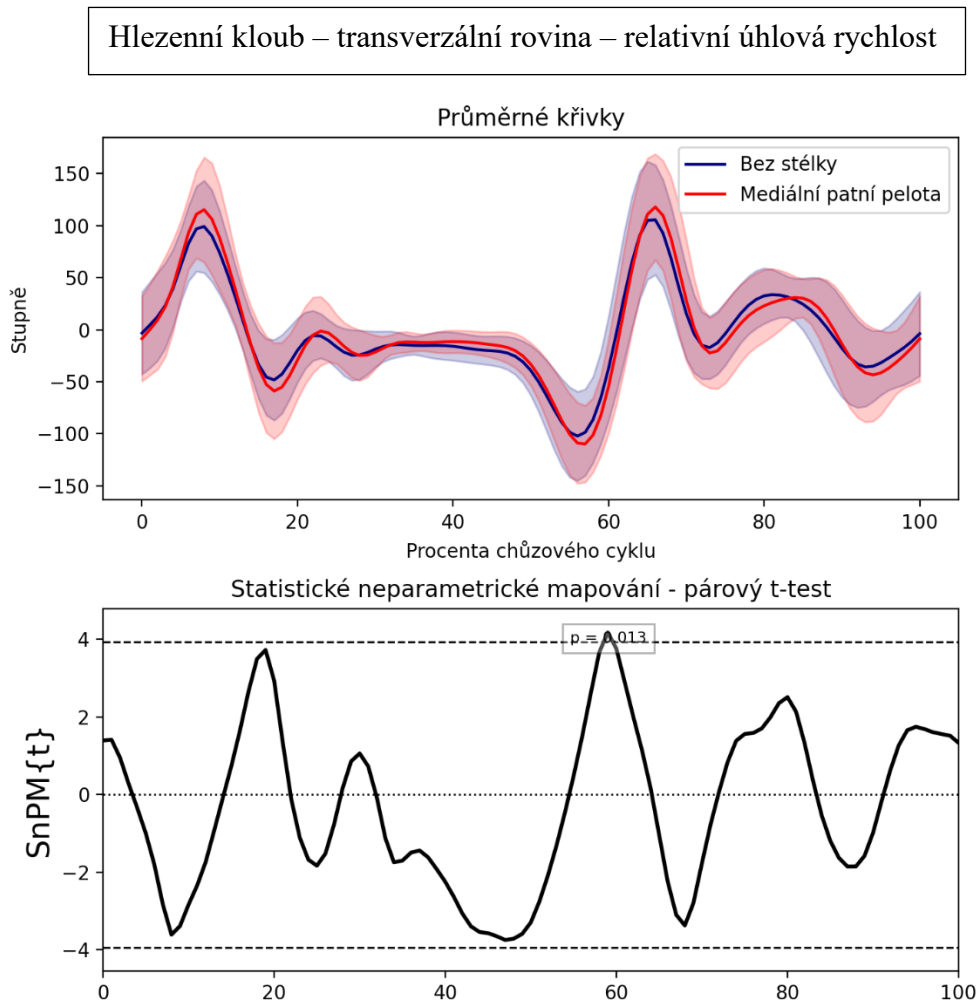 Hlezenní kloub – transverzální rovina – relativní úhlová rychlost
Průměrné křivky
Bez stélky
Mediální patní pelota
Stupně
150
100
50
0
−50
−100
−150
0 20 40 60 80 100
Procenta chůzového cyklu
Statistické neparametrické mapování - párový t-test
p = 0.013
SnPM{t}
4
2
0
−2
−4
0 20 40 60 80 100